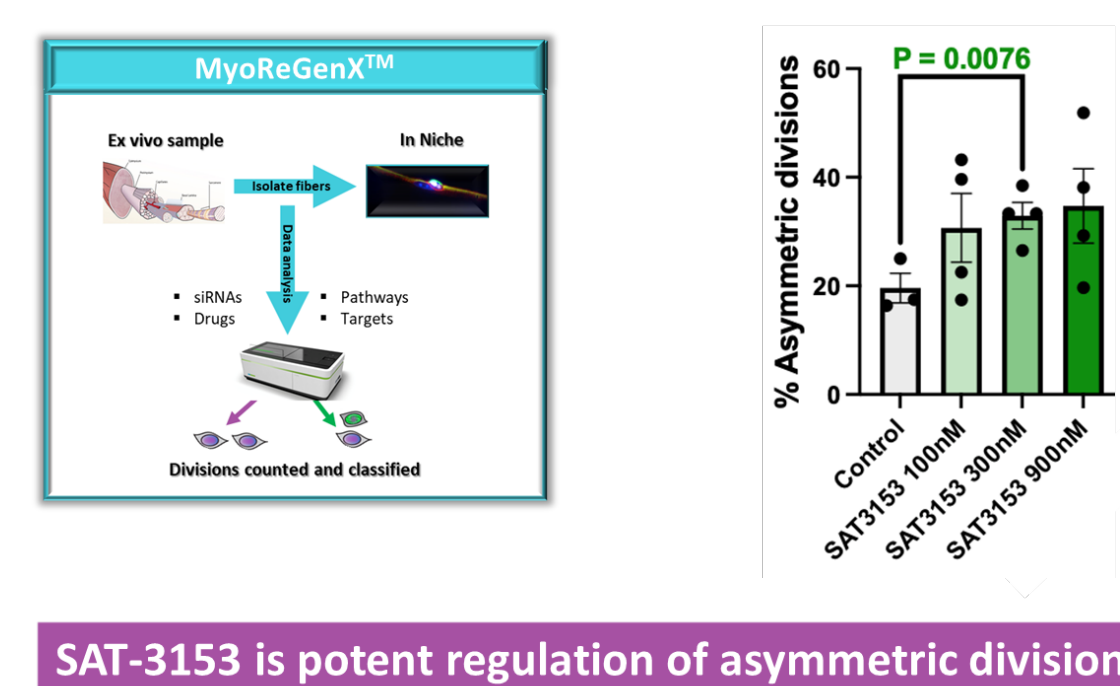 MyoReGenX™
Ex vivo sample
In Niche
Isolate fibers
Data analysis
▪ siRNAs
▪ Drugs
▪ Pathways
▪ Targets
Divisions counted and classified
P = 0.0076
% Asymmetric divisions
60
40
20
0
Control
SAT3153 100nM
SAT3153 300nM
SAT3153 900nM
SAT-3153 is potent regulation of asymmetric division